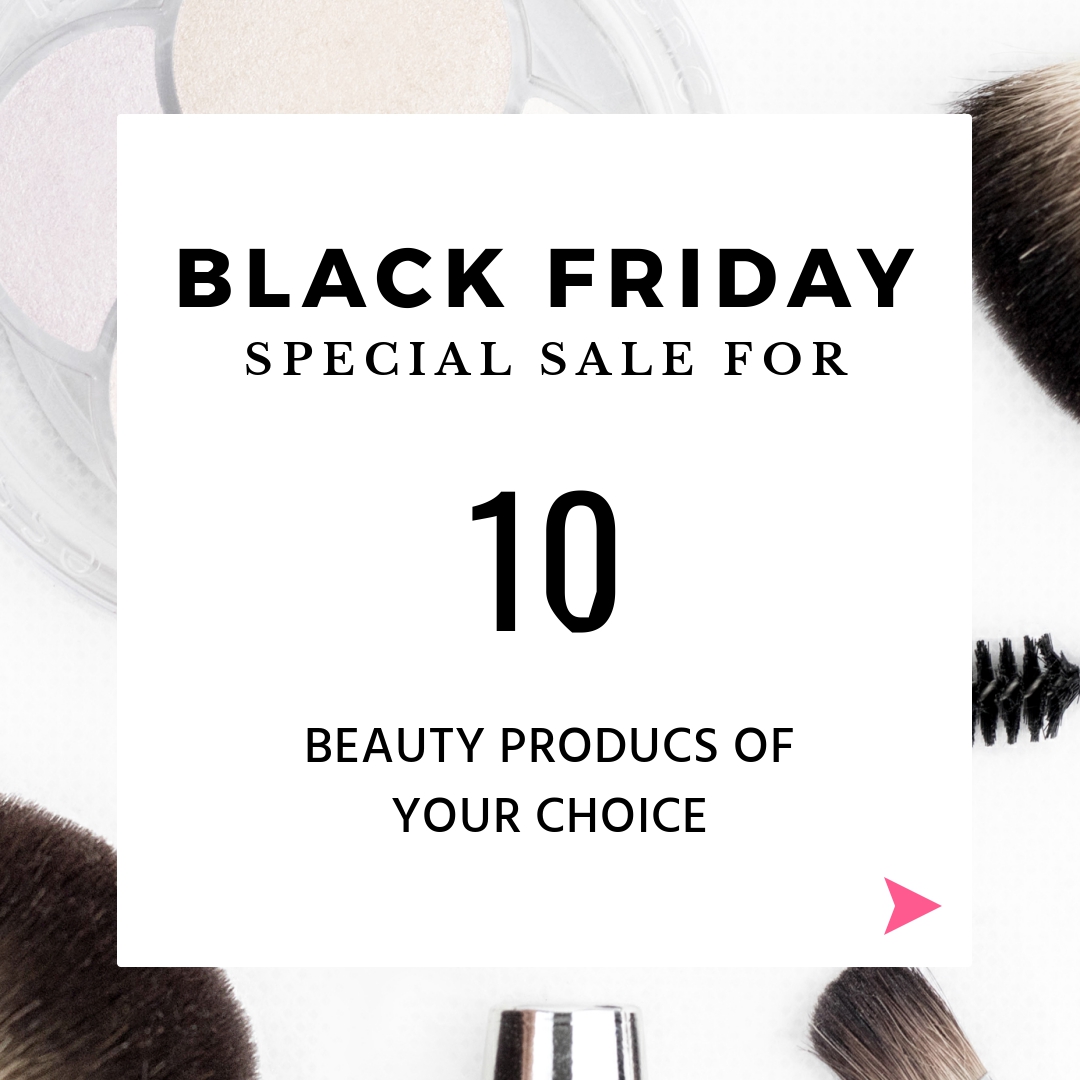 BLACK FRIDAY
SPECIAL SALE FOR
10
BEAUTY PRODUCS OF
YOUR CHOICE